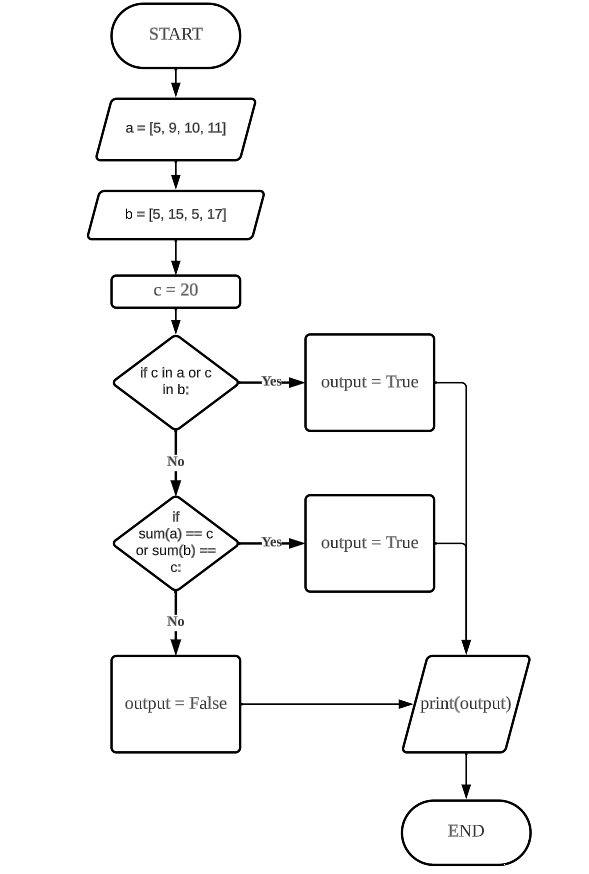 START
a = [5, 9, 10, 11]
b = [5, 15, 5, 17]
c = 20
if c in a or c
in b:
Yes
output = True
No
if
sum(a) == c
or sum(b) ==
c:
Yes
output = True
No
output = False
print(output)
END